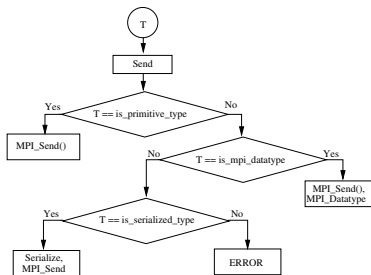 T
Send
Yes
No
T == is_primitive_type
MPI_Send()
No
Yes
T == is_mpi_datatype
MPI_Send(),
MPI_Datatype
Yes
No
T == is_serialized_type
Serialize,
MPI_Send
ERROR